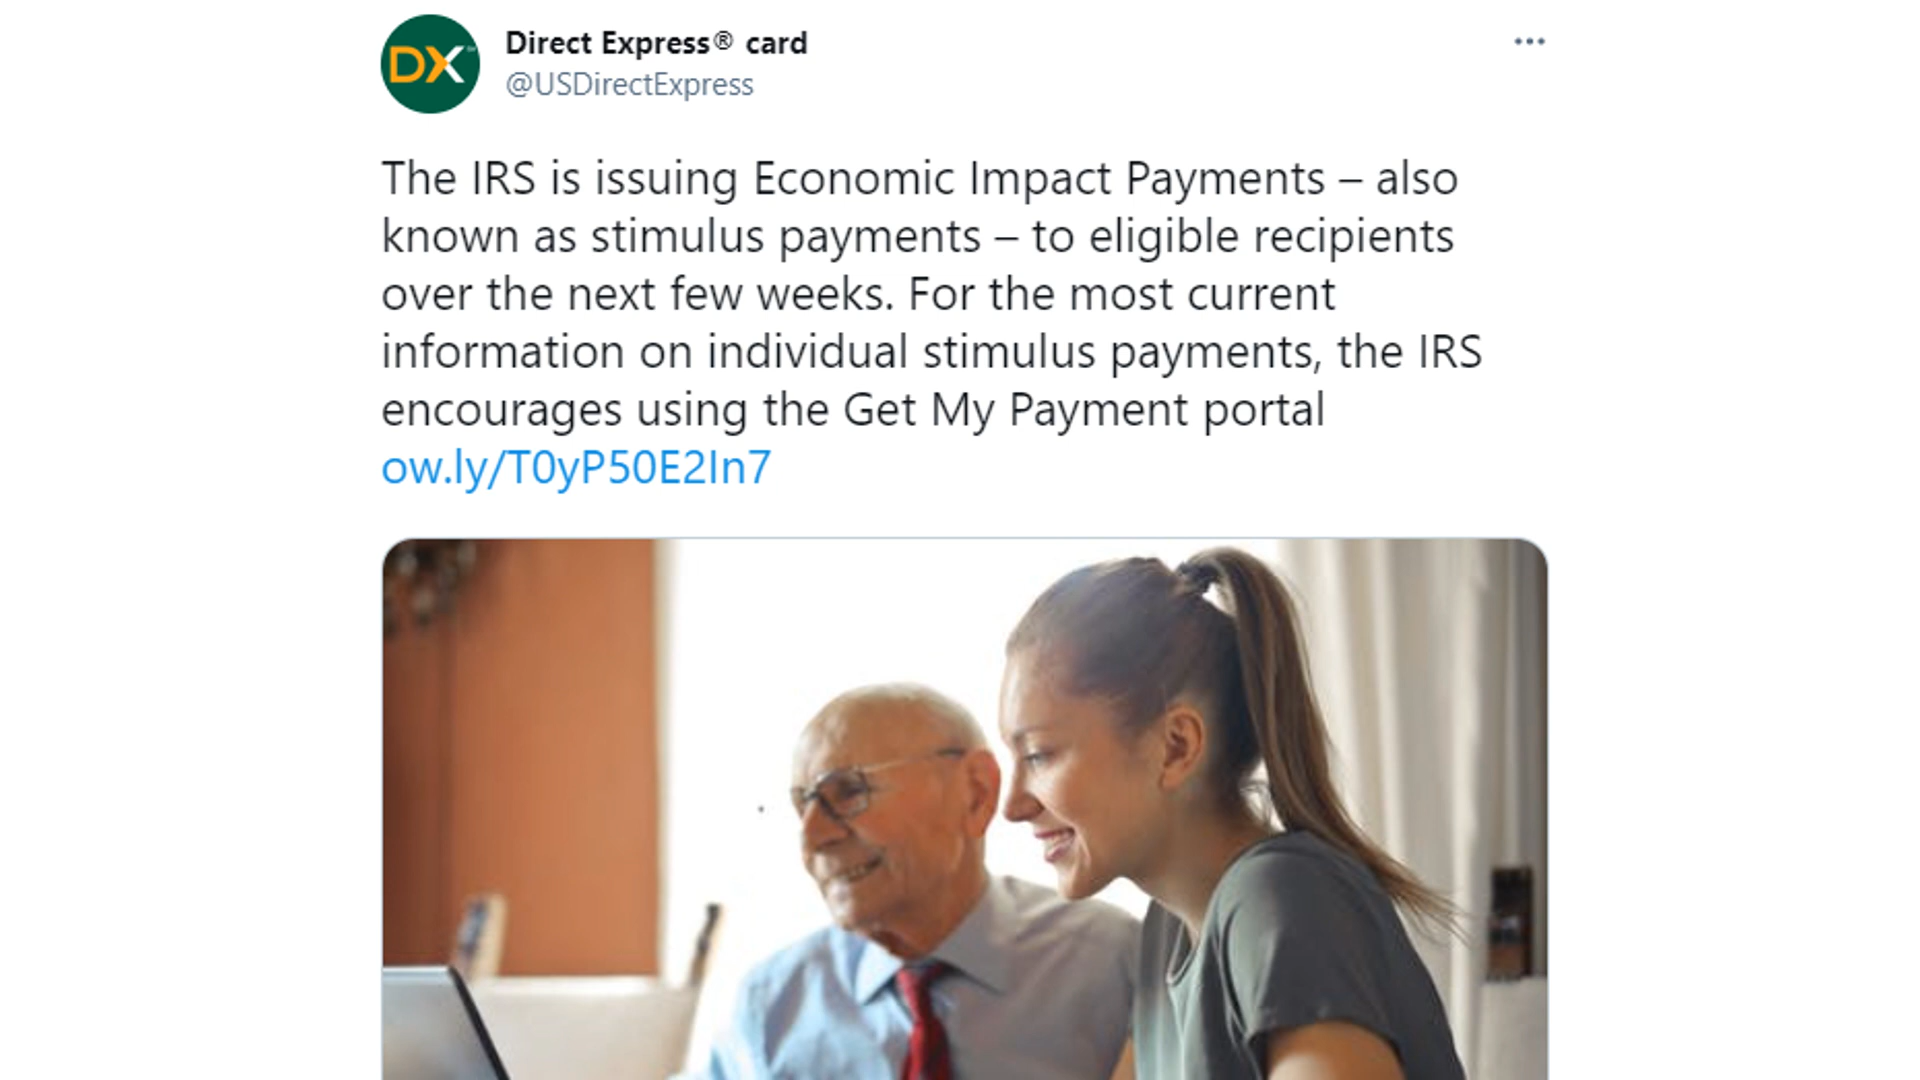 DX
Direct Express® card
@USDirectExpress
The IRS is issuing Economic Impact Payments – also
known as stimulus payments – to eligible recipients
over the next few weeks. For the most current
information on individual stimulus payments, the IRS
encourages using the Get My Payment portal
ow.ly/T0yP50E2In7